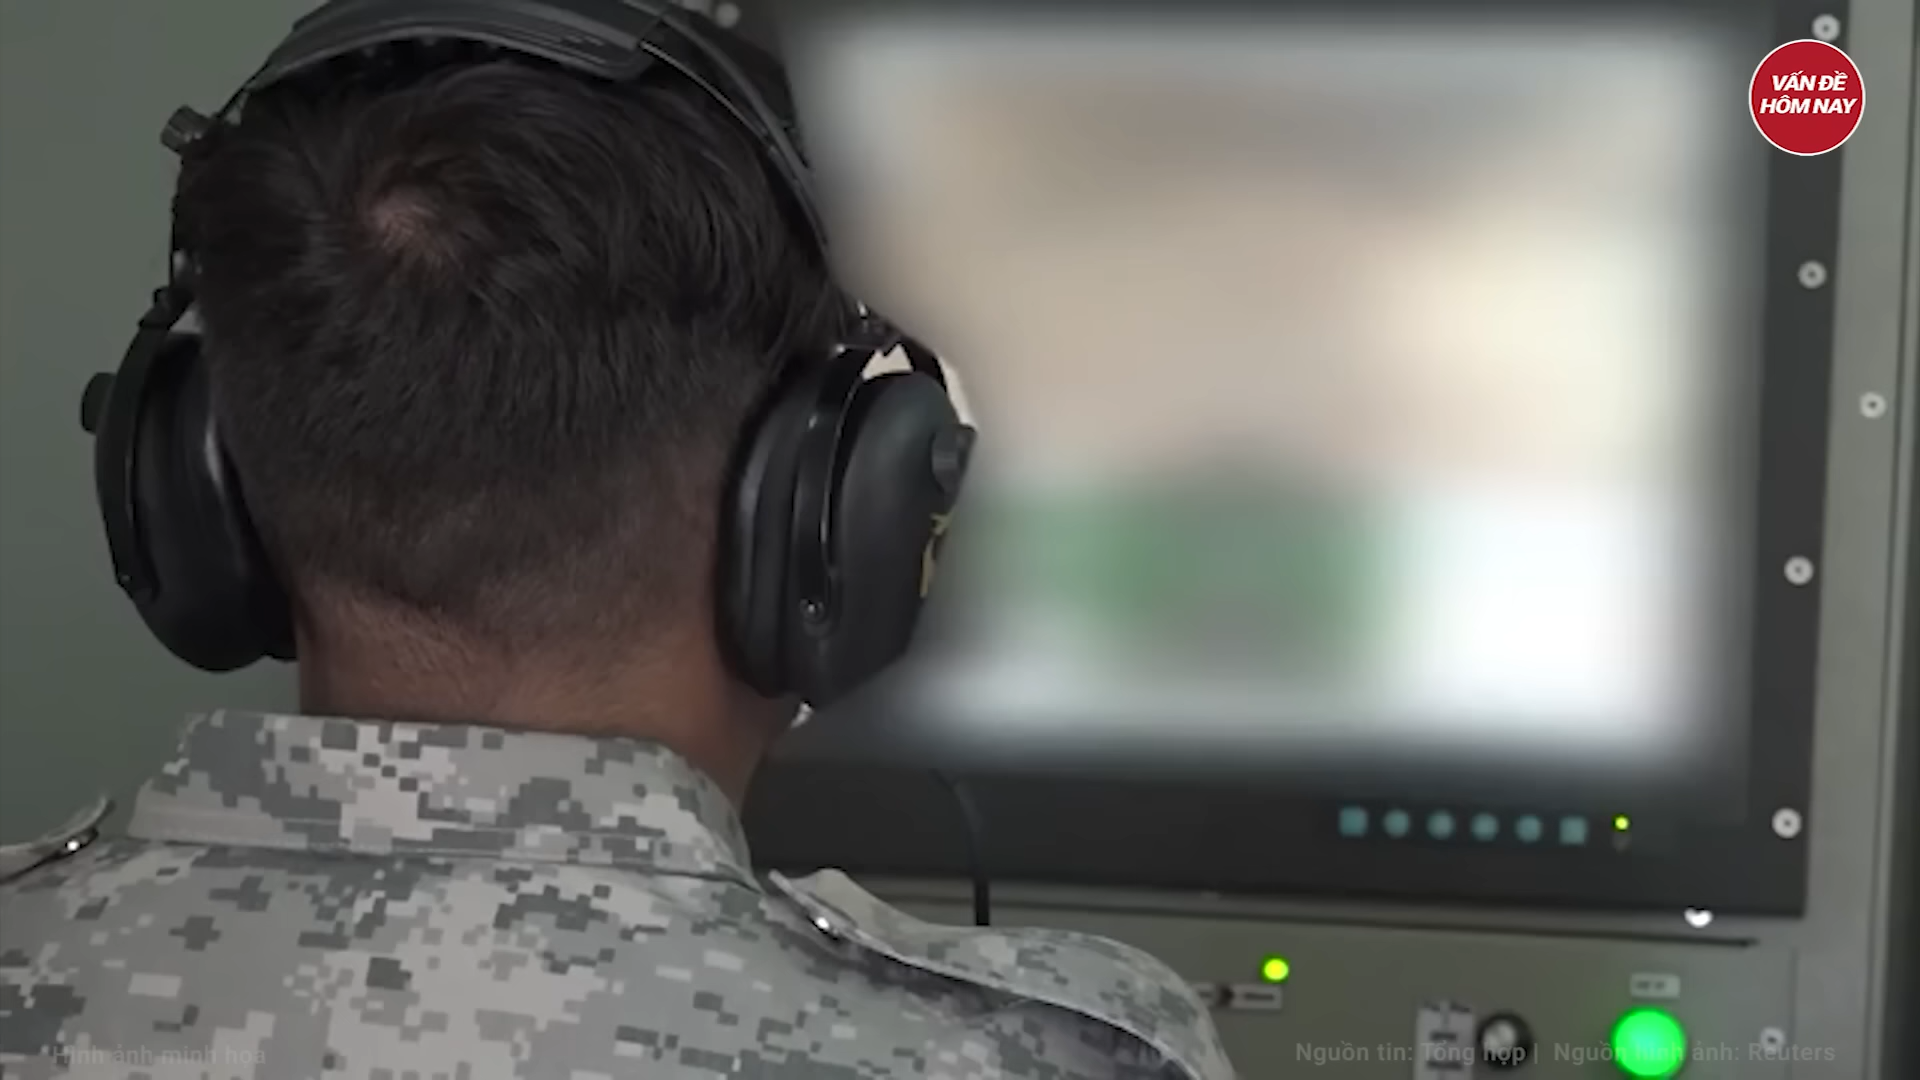 VẤN ĐỀ
HÔM NAY
Hình ảnh minh họa
Nguồn tin: Tổng hợp | Nguồn hình ảnh: Reuters